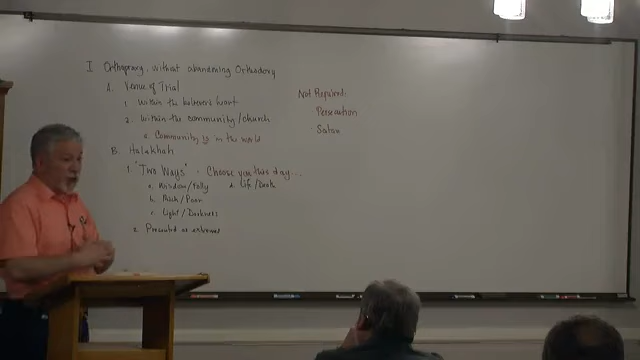 I Orthopraxy, without abandoning Orthodoxy
A. Venue of Trial
1. Within the believer's heart
2. Within the community/church
a. Community is in the world
B. Halakhah
1. "Two Ways" - Choose you this day...
a. Wisdom/Folly d. Life/Death
b. Rich/Poor
c. Light/Darkness
2. Presented as extremes
Not Required:
Persecution
Satan